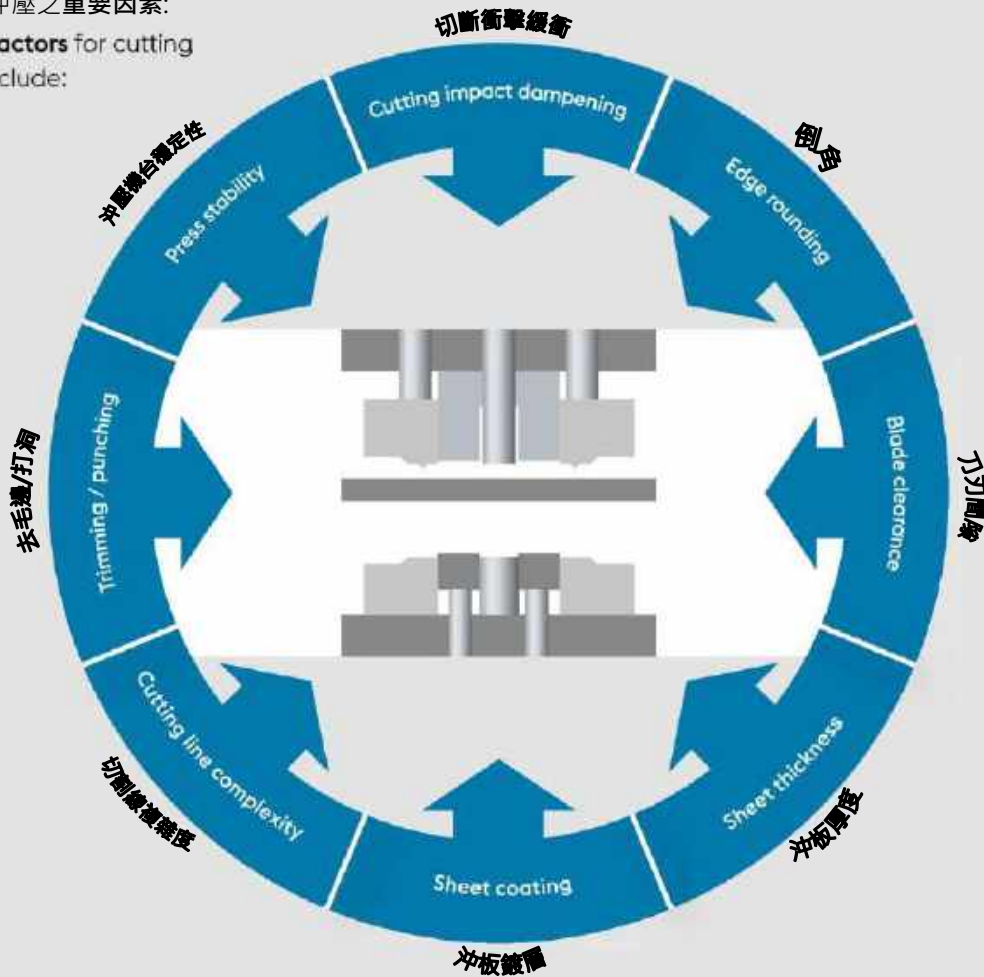 冲壓之重要因素:
actors for cutting
clude:
切斷衝擊緩衝
Cutting impact dampening
倒角
Edge rounding
刀刃間隙
Blade clearance
沖板厚度
Sheet thickness
沖板鍍層
Sheet coating
切割線複雜度
Cutting line complexity
去毛邊/打洞
Trimming / punching
沖壓機台穩定性
Press stability